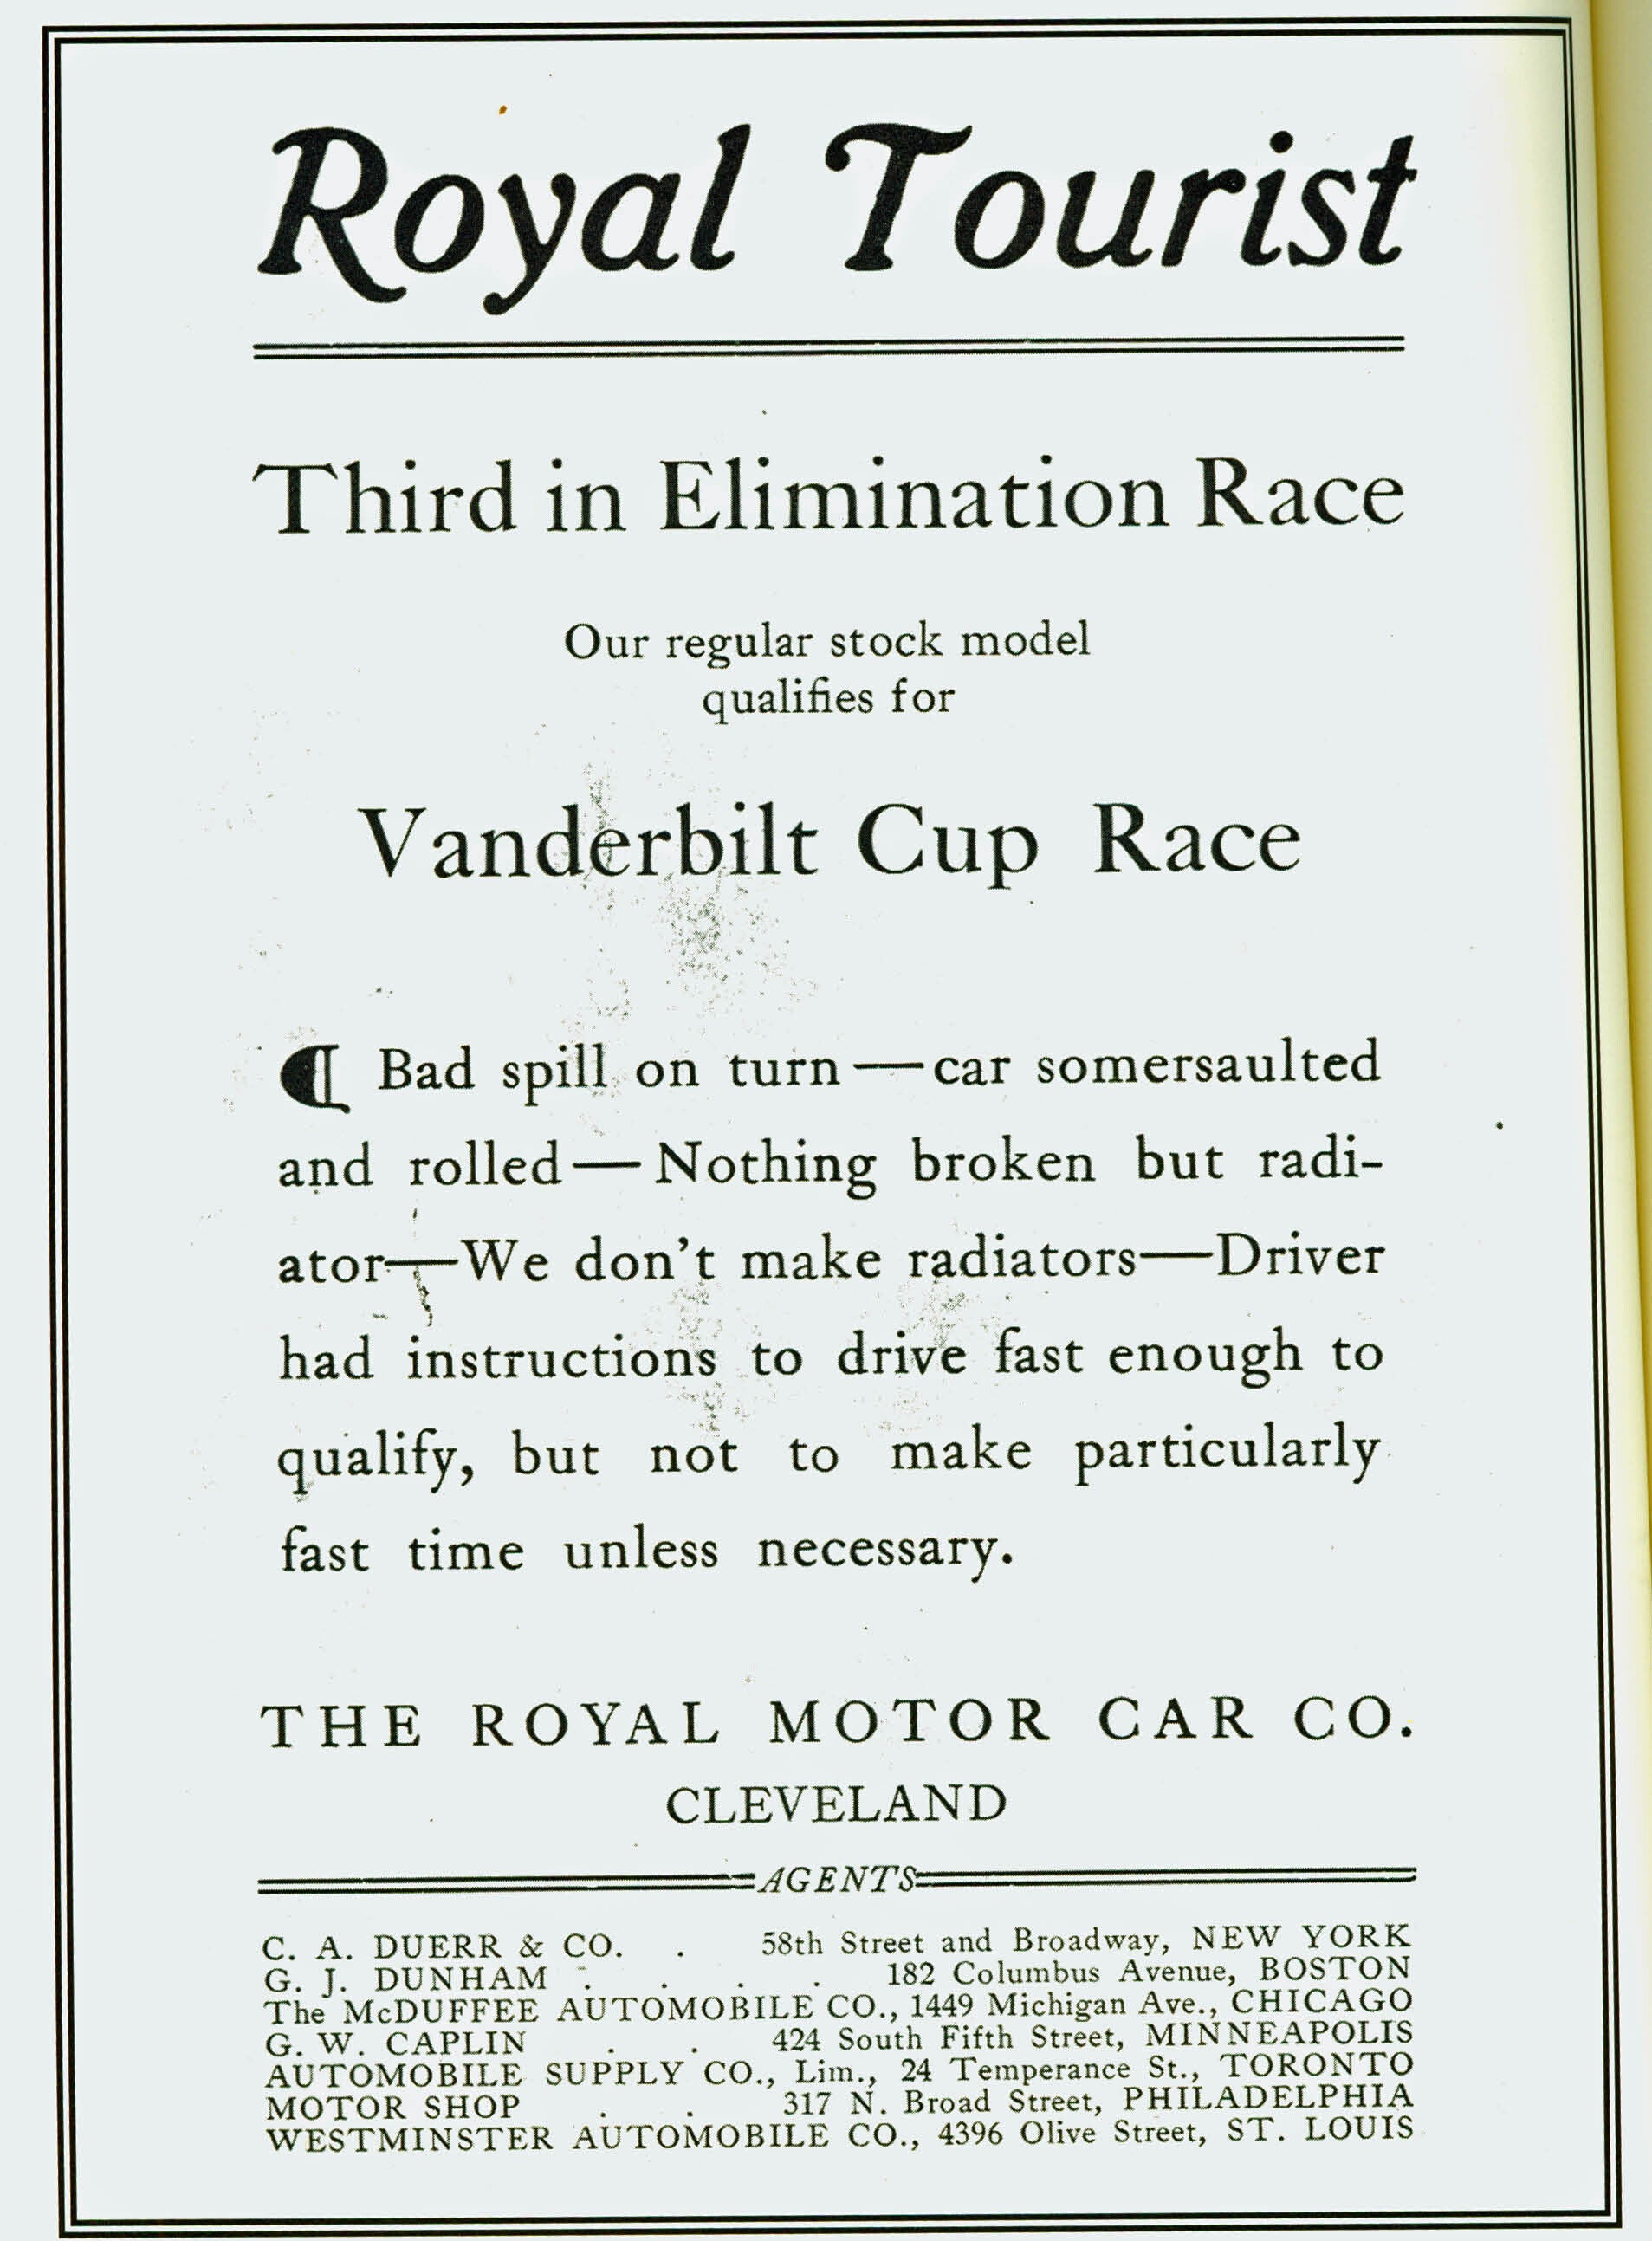 Royal Tourist
Third in Elimination Race
Our regular stock model
qualifies for
Vanderbilt Cup Race
¶ Bad spill on turn—car somersaulted
and rolled—Nothing broken but radi-
ator—We don't make radiators—Driver
had instructions to drive fast enough to
qualify, but not to make particularly
fast time unless necessary.
THE ROYAL MOTOR CAR CO.
CLEVELAND
AGENTS
C. A. DUERR & CO. . 58th Street and Broadway, NEW YORK
G. J. DUNHAM . . . . 182 Columbus Avenue, BOSTON
The McDUFFEE AUTOMOBILE CO., 1449 Michigan Ave., CHICAGO
G. W. CAPLIN . . 424 South Fifth Street, MINNEAPOLIS
AUTOMOBILE SUPPLY CO., Lim., 24 Temperance St., TORONTO
MOTOR SHOP . . 317 N. Broad Street, PHILADELPHIA
WESTMINSTER AUTOMOBILE CO., 4396 Olive Street, ST. LOUIS